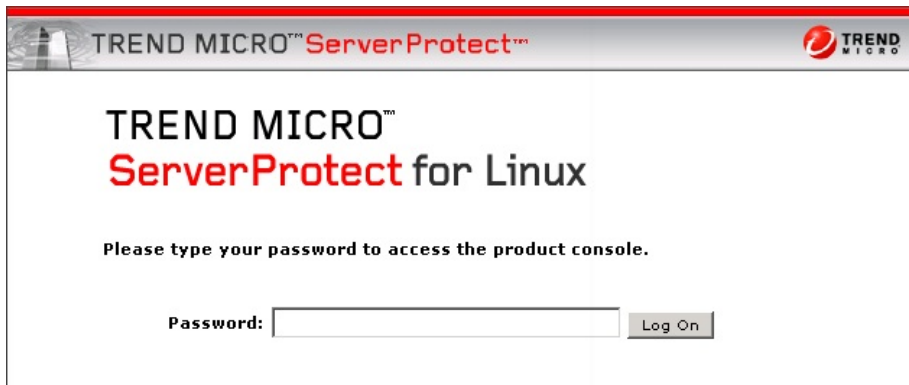 TREND MICRO™ ServerProtect™
TREND MICRO
TREND MICRO™
ServerProtect for Linux
Please type your password to access the product console.
Password:
Log On